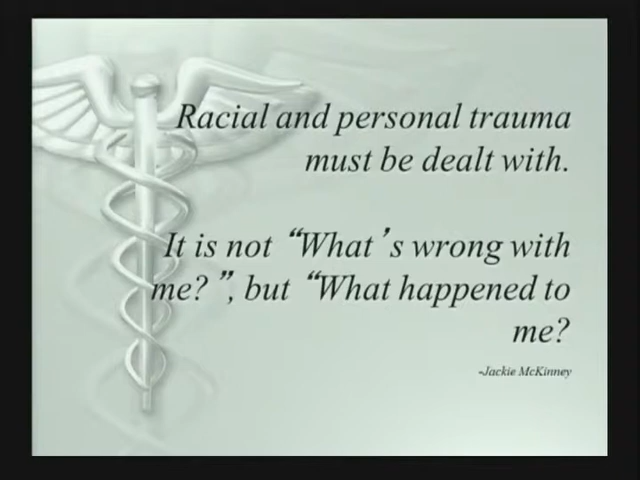 Racial and personal trauma
must be dealt with.
It is not “What’s wrong with
me?”, but “What happened to
me?
-Jackie McKinney